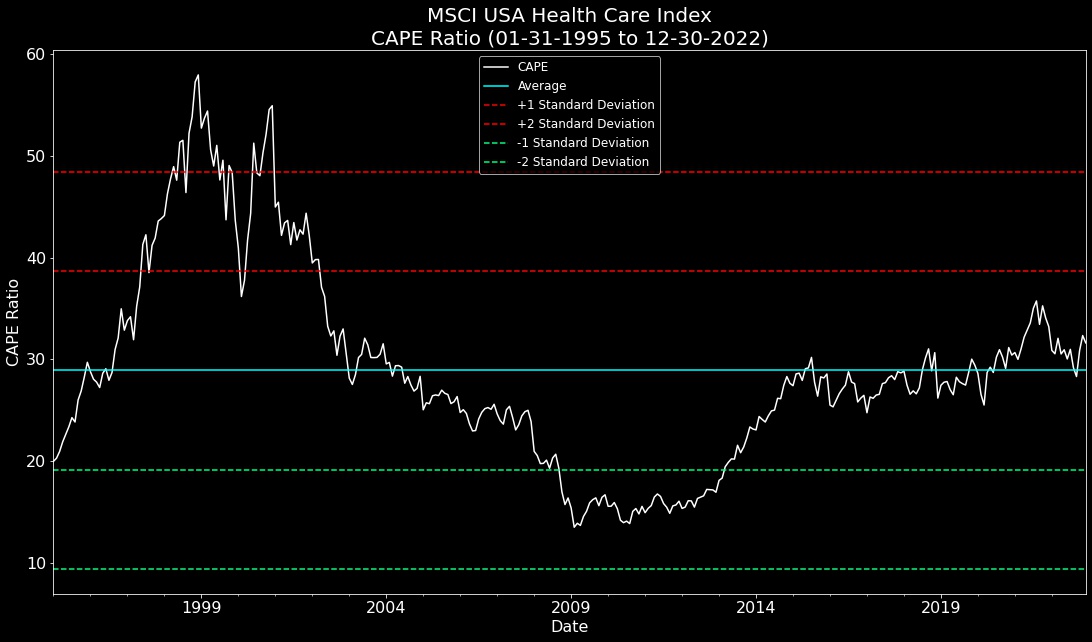 MSCI USA Health Care Index
CAPE Ratio (01-31-1995 to 12-30-2022)
CAPE
Average
+1 Standard Deviation
+2 Standard Deviation
-1 Standard Deviation
-2 Standard Deviation
60
50
40
30
20
10
CAPE Ratio
1999
2004
2009
2014
2019
Date